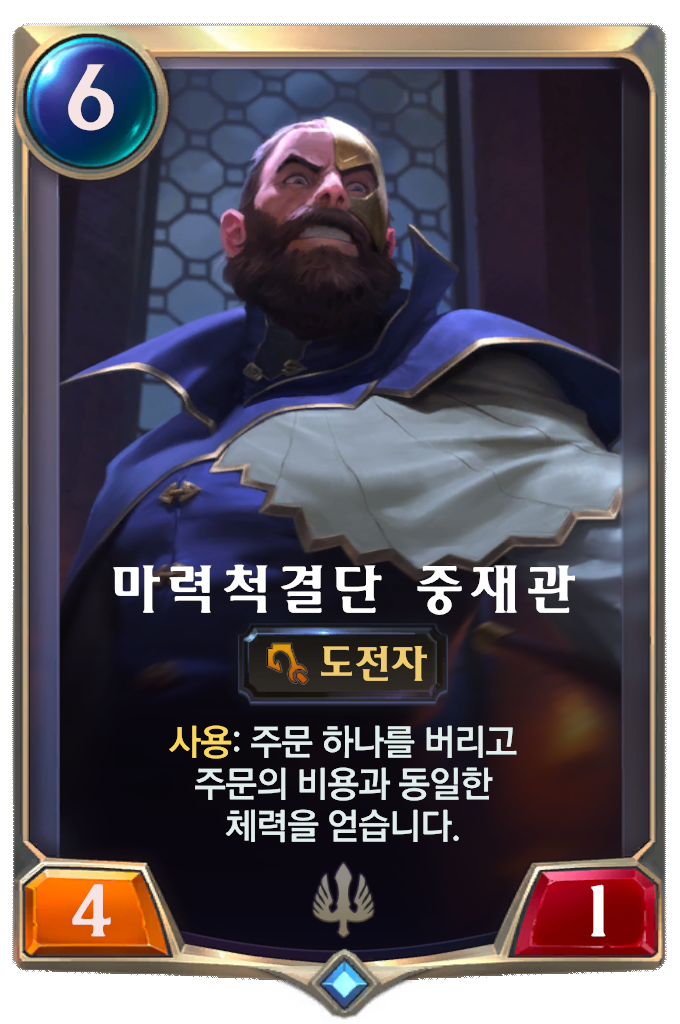 6
마력척결단 중재관
도전자
사용: 주문 하나를 버리고
주문의 비용과 동일한
체력을 얻습니다.
4
1